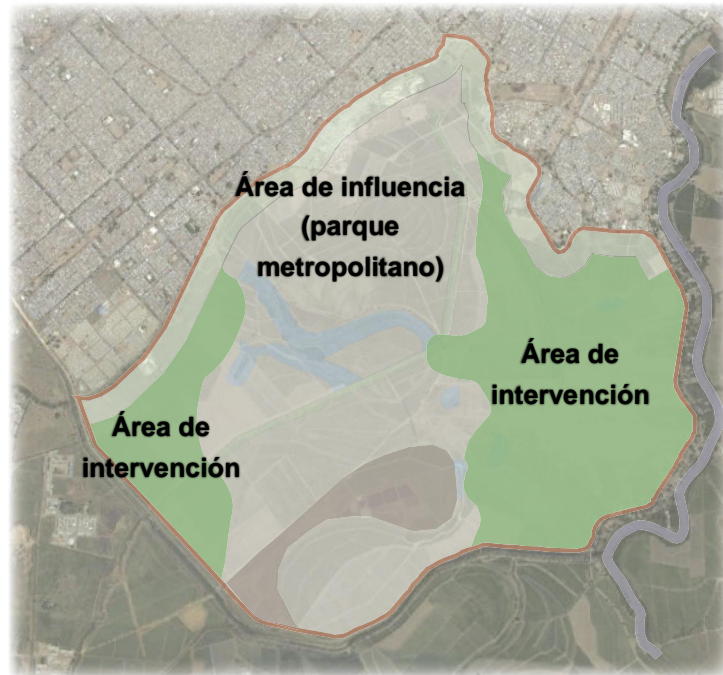 Área de influencia
(parque
metropolitano)
Área de
intervención
Área de
intervención